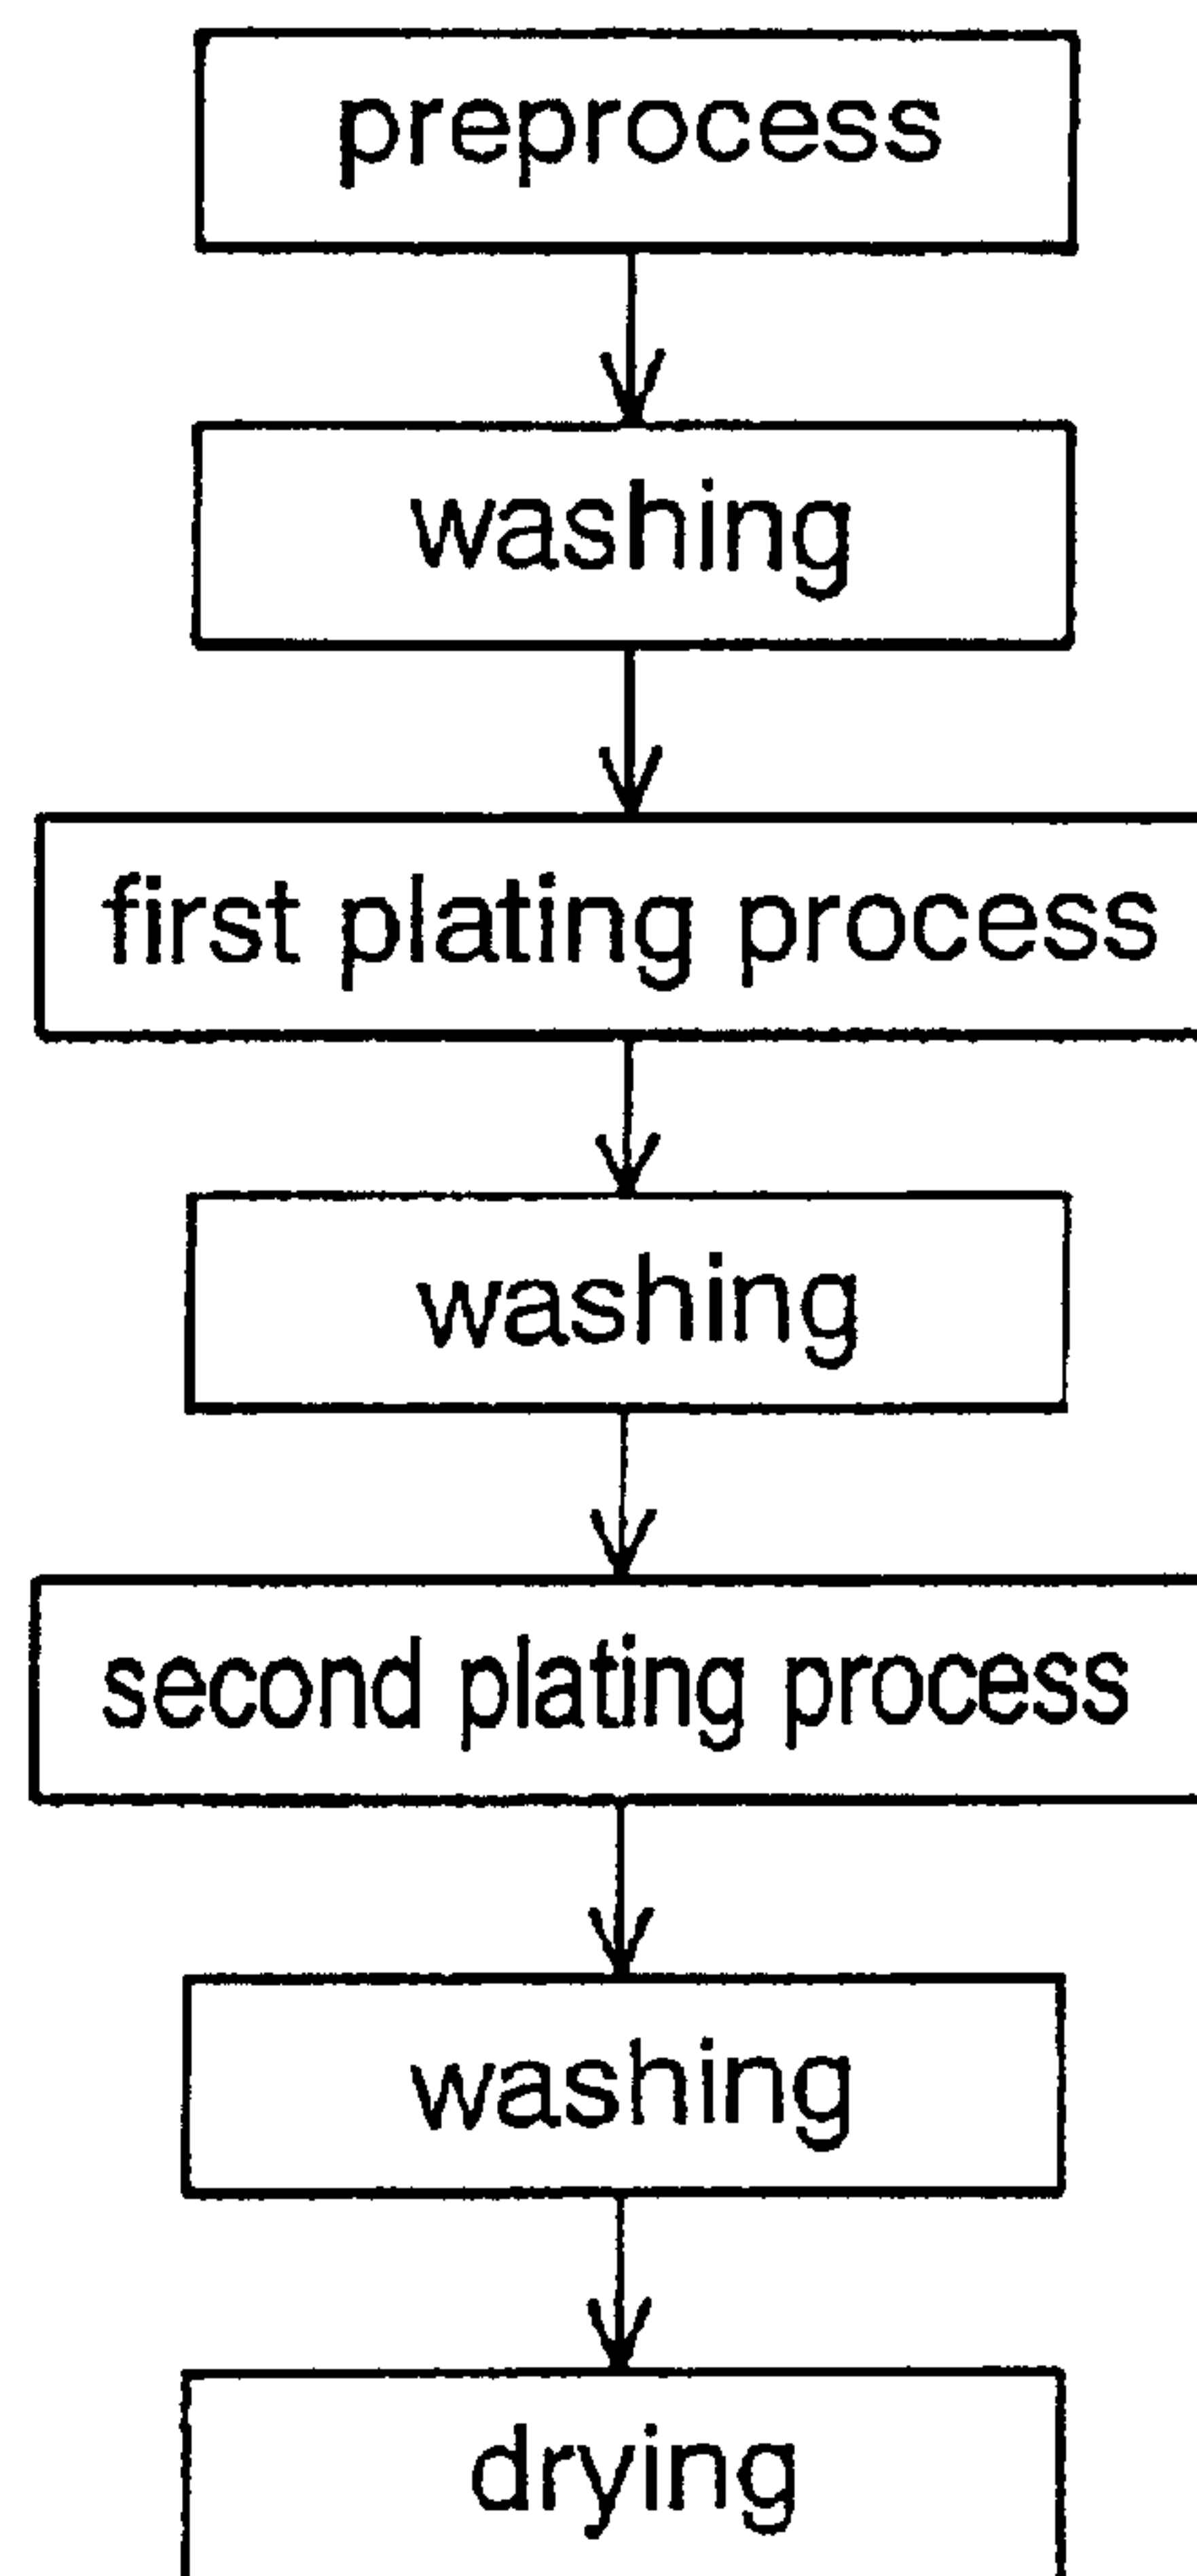 preprocess
washing
first plating process
washing
second plating process
washing
drying